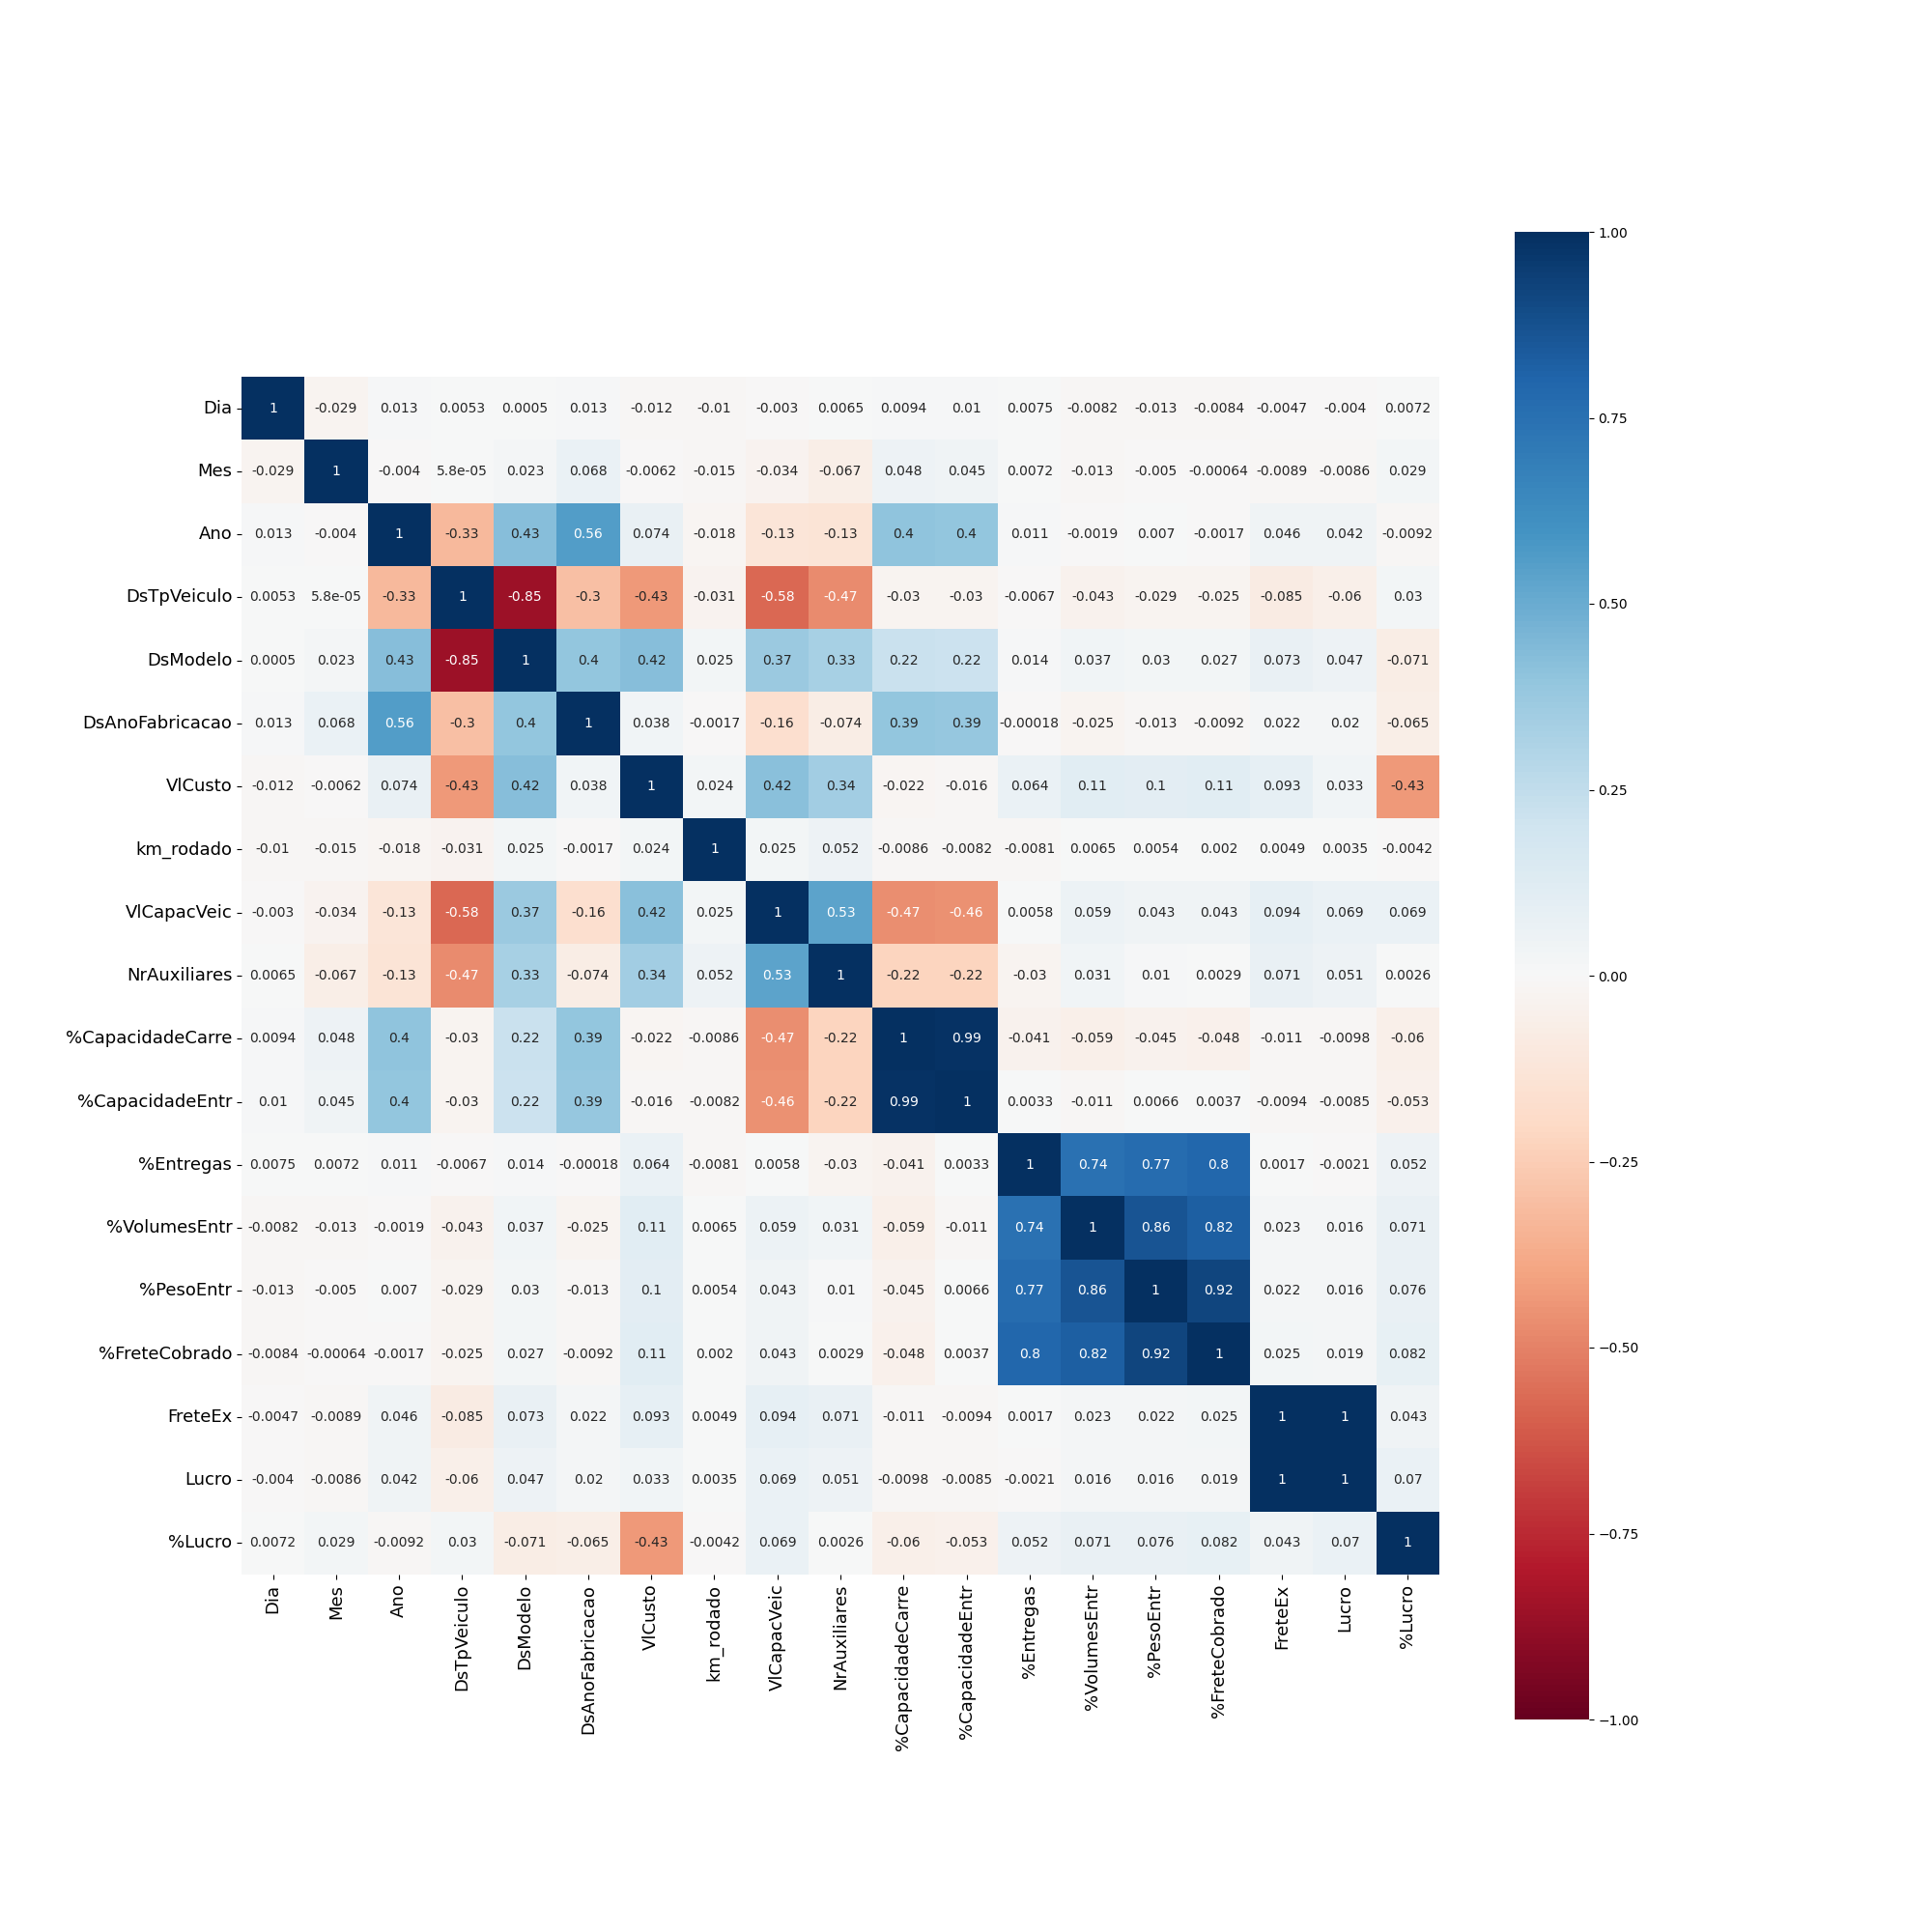 1.00
Dia 1 -0.029 0.013 0.0053 0.0005 0.013 -0.012 -0.01 -0.003 0.0065 0.0094 0.01 0.0075 -0.0082 -0.013 -0.0084 -0.0047 -0.004 0.0072
0.75
Mes -0.029 1 -0.004 5.8e-05 0.023 0.068 -0.0062 -0.015 -0.034 -0.067 0.048 0.045 0.0072 -0.013 -0.005 -0.00064 -0.0089 -0.0086 0.029
Ano 0.013 -0.004 1 -0.33 0.43 0.56 0.074 -0.018 -0.13 -0.13 0.4 0.4 0.011 -0.0019 0.007 -0.0017 0.046 0.042 -0.0092
DsTpVeiculo 0.0053 5.8e-05 -0.33 1 -0.85 -0.3 -0.43 -0.031 -0.58 -0.47 -0.03 -0.03 -0.0067 -0.043 -0.029 -0.025 -0.085 -0.06 0.03
0.50
DsModelo 0.0005 0.023 0.43 -0.85 1 0.4 0.42 0.025 0.37 0.33 0.22 0.22 0.014 0.037 0.03 0.027 0.073 0.047 -0.071
DsAnoFabricacao 0.013 0.068 0.56 -0.3 0.4 1 0.038 -0.0017 -0.16 -0.074 0.39 0.39 -0.00018 -0.025 -0.013 -0.0092 0.022 0.02 -0.065
VlCusto -0.012 -0.0062 0.074 -0.43 0.42 0.038 1 0.024 0.42 0.34 -0.022 -0.016 0.064 0.11 0.1 0.11 0.093 0.033 -0.43
0.25
km_rodado -0.01 -0.015 -0.018 -0.031 0.025 -0.0017 0.024 1 0.025 0.052 -0.0086 -0.0082 -0.0081 0.0065 0.0054 0.002 0.0049 0.0035 -0.0042
VlCapacVeic -0.003 -0.034 -0.13 -0.58 0.37 -0.16 0.42 0.025 1 0.53 -0.47 -0.46 0.0058 0.059 0.043 0.043 0.094 0.069 0.069
NrAuxiliares 0.0065 -0.067 -0.13 -0.47 0.33 -0.074 0.34 0.052 0.53 1 -0.22 -0.22 -0.03 0.031 0.01 0.0029 0.071 0.051 0.0026
0.00
%CapacidadeCarre 0.0094 0.048 0.4 -0.03 0.22 0.39 -0.022 -0.0086 -0.47 -0.22 1 0.99 -0.041 -0.059 -0.045 -0.048 -0.011 -0.0098 -0.06
%CapacidadeEntr 0.01 0.045 0.4 -0.03 0.22 0.39 -0.016 -0.0082 -0.46 -0.22 0.99 1 0.0033 -0.011 0.0066 0.0037 -0.0094 -0.0085 -0.053
%Entregas 0.0075 0.0072 0.011 -0.0067 0.014 -0.00018 0.064 -0.0081 0.0058 -0.03 -0.041 0.0033 1 0.74 0.77 0.8 0.0017 -0.0021 0.052
−0.25
%VolumesEntr -0.0082 -0.013 -0.0019 -0.043 0.037 -0.025 0.11 0.0065 0.059 0.031 -0.059 -0.011 0.74 1 0.86 0.82 0.023 0.016 0.071
%PesoEntr -0.013 -0.005 0.007 -0.029 0.03 -0.013 0.1 0.0054 0.043 0.01 -0.045 0.0066 0.77 0.86 1 0.92 0.022 0.016 0.076
−0.50
%FreteCobrado -0.0084 -0.00064 -0.0017 -0.025 0.027 -0.0092 0.11 0.002 0.043 0.0029 -0.048 0.0037 0.8 0.82 0.92 1 0.025 0.019 0.082
FreteEx -0.0047 -0.0089 0.046 -0.085 0.073 0.022 0.093 0.0049 0.094 0.071 -0.011 -0.0094 0.0017 0.023 0.022 0.025 1 1 0.043
Lucro -0.004 -0.0086 0.042 -0.06 0.047 0.02 0.033 0.0035 0.069 0.051 -0.0098 -0.0085 -0.0021 0.016 0.016 0.019 1 1 0.07
−0.75
%Lucro 0.0072 0.029 -0.0092 0.03 -0.071 -0.065 -0.43 -0.0042 0.069 0.0026 -0.06 -0.053 0.052 0.071 0.076 0.082 0.043 0.07 1
−1.00
Dia
Mes
Ano
DsTpVeiculo
DsModelo
DsAnoFabricacao
VlCusto
km_rodado
VlCapacVeic
NrAuxiliares
%CapacidadeCarre
%CapacidadeEntr
%Entregas
%VolumesEntr
%PesoEntr
%FreteCobrado
FreteEx
Lucro
%Lucro